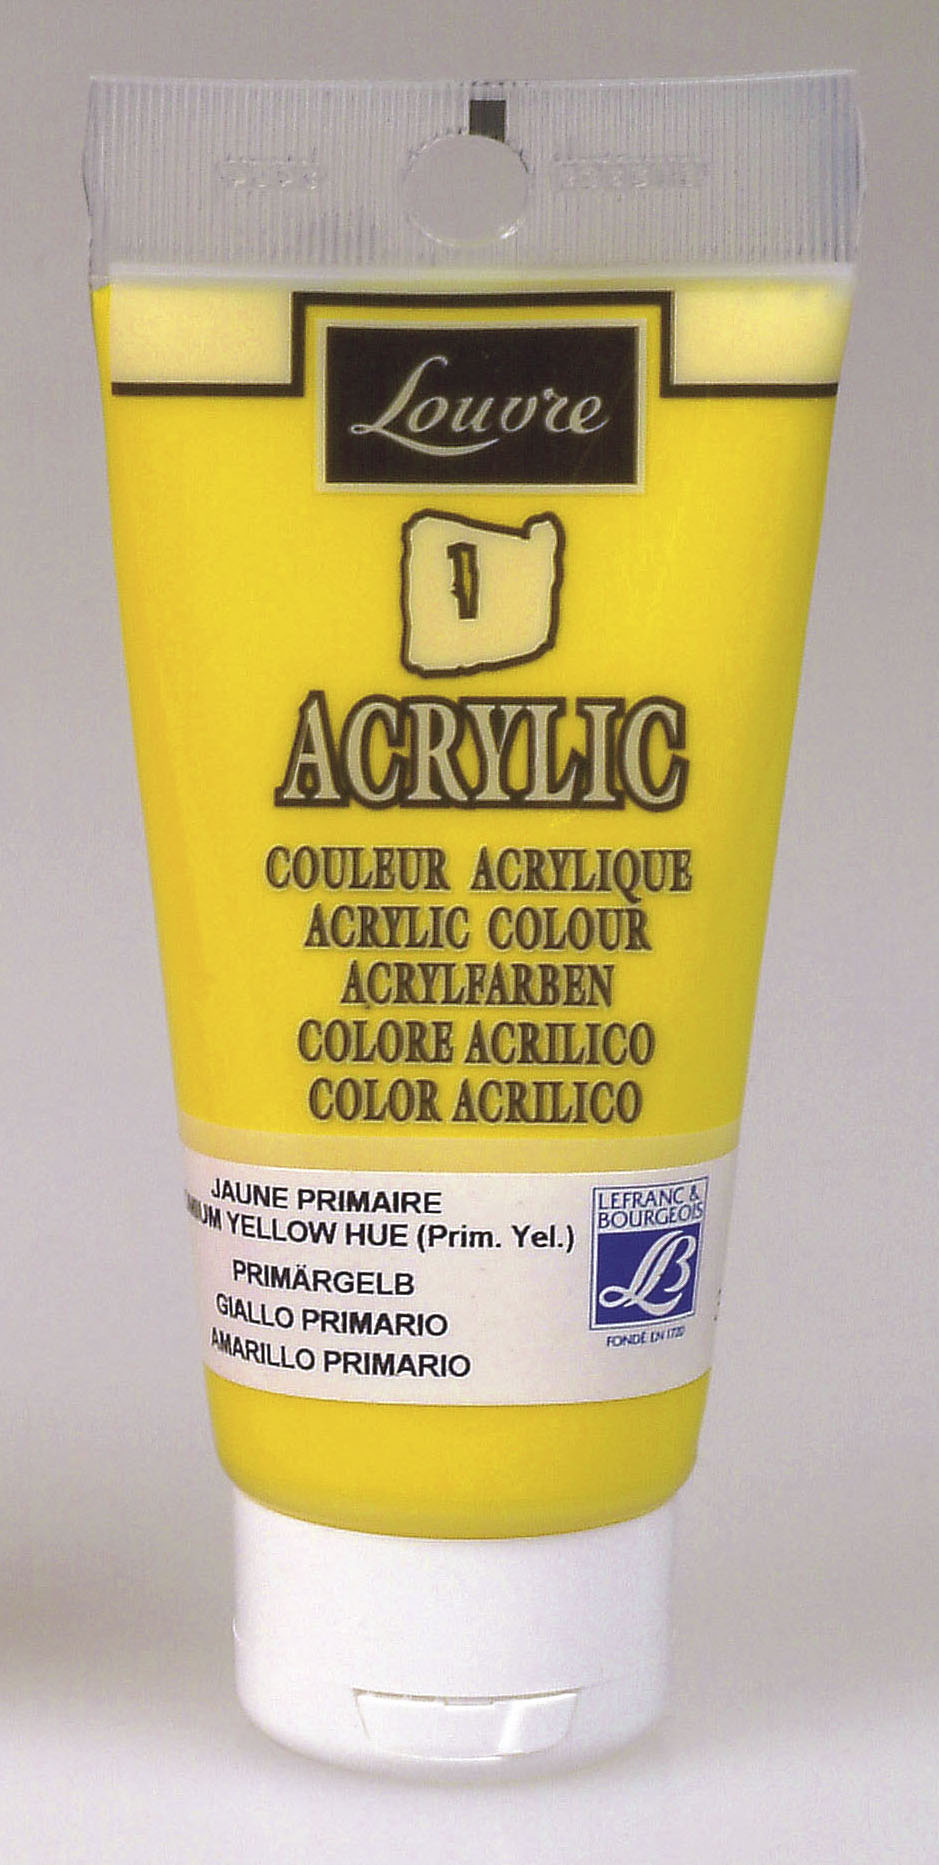 Louvre
1
ACRYLIC
COULEUR ACRYLIQUE
ACRYLIC COLOUR
ACRYLFARBEN
COLORE ACRILICO
COLOR ACRILICO
JAUNE PRIMAIRE
MIUM YELLOW HUE (Prim. Yel.)
PRIMÄRGELB
GIALLO PRIMARIO
AMARILLO PRIMARIO
LEFRANC &
BOURGEOIS
LB
FONDÉ EN 1720